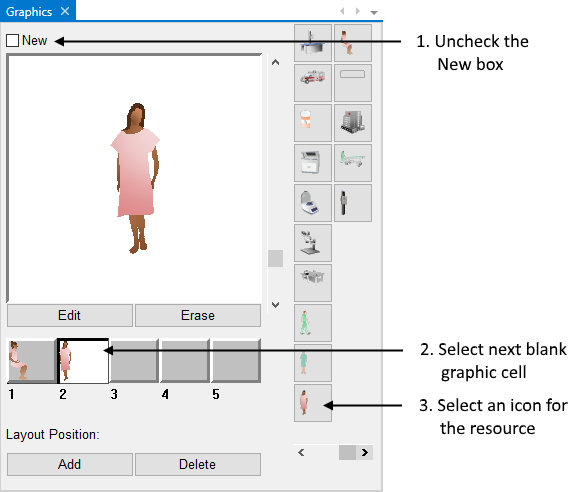 Graphics
New
1. Uncheck the
New box
Edit
Erase
2. Select next blank
graphic cell
1 2 3 4 5
3. Select an icon for
the resource
Layout Position:
Add
Delete